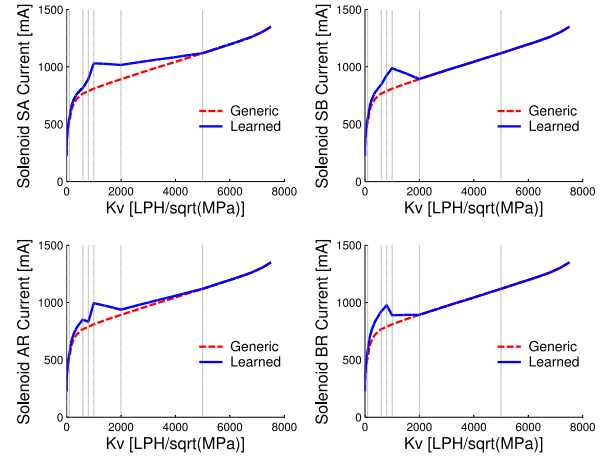 Solenoid SA Current [mA]
1500
1000
500
0
Generic
Learned
0 2000 4000 6000 8000
Kv [LPH/sqrt(MPa)]
Solenoid SB Current [mA]
1500
1000
500
0
Generic
Learned
0 2000 4000 6000 8000
Kv [LPH/sqrt(MPa)]
Solenoid AR Current [mA]
1500
1000
500
0
Generic
Learned
0 2000 4000 6000 8000
Kv [LPH/sqrt(MPa)]
Solenoid BR Current [mA]
1500
1000
500
0
Generic
Learned
0 2000 4000 6000 8000
Kv [LPH/sqrt(MPa)]